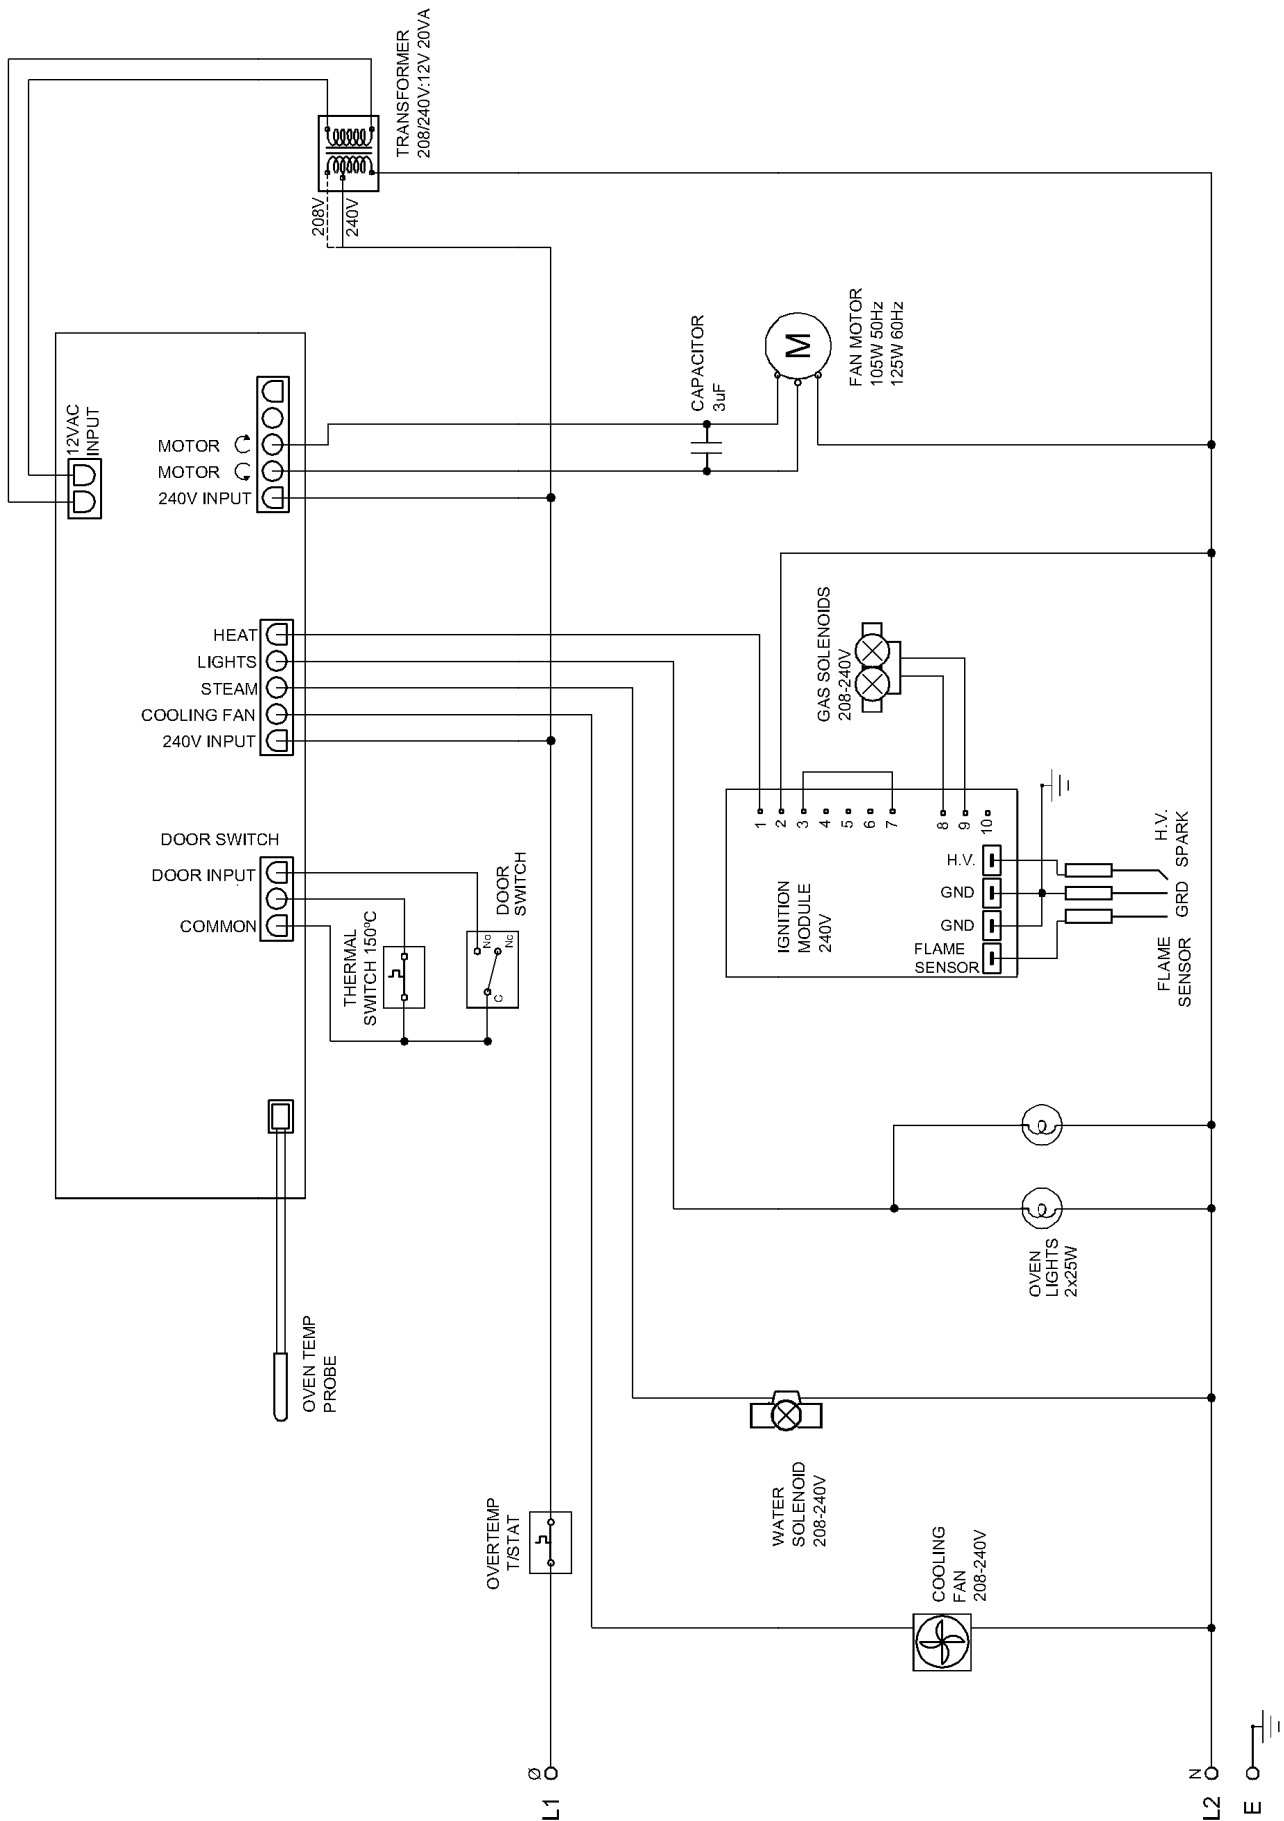 TRANSFORMER
208/240V:12V 20VA
208V
240V
12VAC
INPUT
MOTOR
MOTOR
240V INPUT
CAPACITOR
3uF
M
FAN MOTOR
105W 50Hz
125W 60Hz
HEAT
LIGHTS
STEAM
COOLING FAN
240V INPUT
GAS SOLENOIDS
208-240V
DOOR SWITCH
DOOR INPUT
COMMON
THERMAL
SWITCH 150ºC
DOOR
SWITCH
No
Nc
C
1
2
3
4
5
6
7
8
9
10
IGNITION
MODULE
240V
H.V.
GND
GND
FLAME
SENSOR
H.V.
SPARK
GRD
FLAME
SENSOR
OVEN TEMP
PROBE
OVEN
LIGHTS
2x25W
OVERTEMP
T/STAT
WATER
SOLENOID
208-240V
COOLING
FAN
208-240V
Ø
L1
N
L2
E